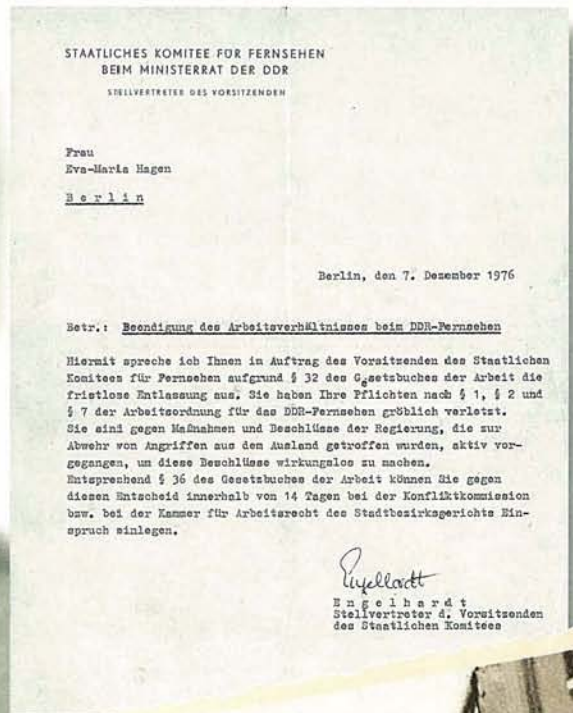 STAATLICHES KOMITEE FÜR FERNSEHEN
BEIM MINISTERRAT DER DDR
STELLVERTRETER DES VORSITZENDEN
Frau
Eva-Maria Hagen
Berlin
Berlin, den 7. Dezember 1976
Betr.: Beendigung des Arbeitsverhältnisses beim DDR-Fernsehen
Hiermit spreche ich Ihnen im Auftrag des Vorsitzenden des Staatlichen
Komitees für Fernsehen aufgrund § 32 des Gesetzbuches der Arbeit die
fristlose Entlassung aus. Sie haben Ihre Pflichten nach § 1, § 2 und
§ 7 der Arbeitsordnung für das DDR-Fernsehen gröblich verletzt.
Sie sind gegen Maßnahmen und Beschlüsse der Regierung, die zur
Abwehr von Angriffen aus dem Ausland getroffen wurden, aktiv vor-
gegangen, um diese Beschlüsse wirkungslos zu machen.
Entsprechend § 36 des Gesetzbuches der Arbeit können Sie gegen
diesen Entscheid innerhalb von 14 Tagen bei der Konfliktkommission
bzw. bei der Kammer für Arbeitsrecht des Stadtbezirksgerichts Ein-
spruch einlegen.
Engelhardt
Engelhardt
Stellvertreter d. Vorsitzenden
des Staatlichen Komitees